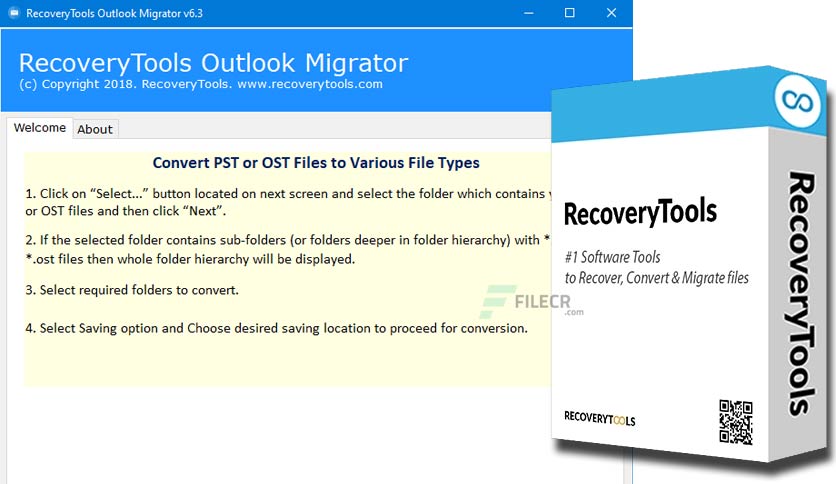 RecoveryTools Outlook Migrator v6.3
RecoveryTools Outlook Migrator
(c) Copyright 2018. RecoveryTools. www.recoverytools.com
Welcome
About
Convert PST or OST Files to Various File Types
1. Click on “Select...” button located on next screen and select the folder which contains
or OST files and then click “Next”.
2. If the selected folder contains sub-folders (or folders deeper in folder hierarchy) with *
*.ost files then whole folder hierarchy will be displayed.
3. Select required folders to convert.
4. Select Saving option and Choose desired saving location to proceed for conversion.
FILECR
.com
RecoveryTools
#1 Software Tools
to Recover, Convert & Migrate files
RECOVERYTOOLS
RecoveryTools